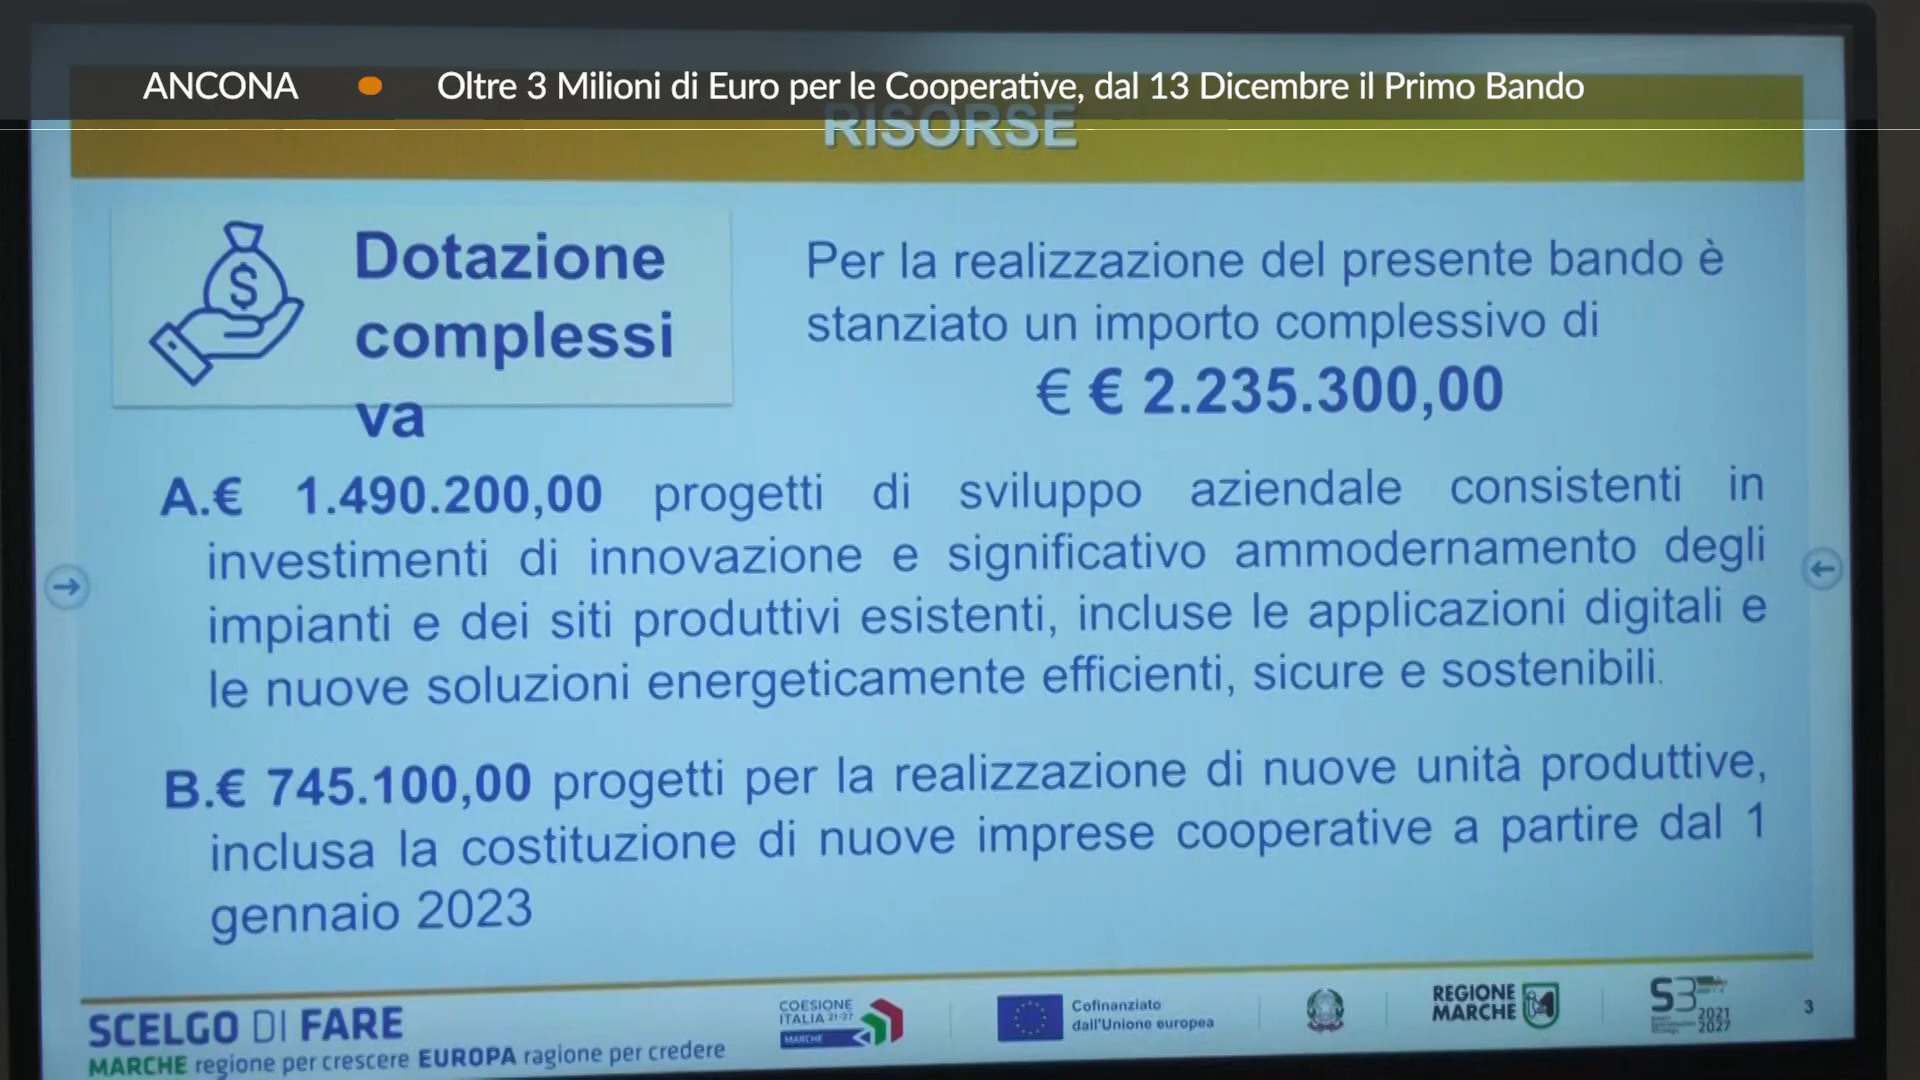 ANCONA Oltre 3 Milioni di Euro per le Cooperative, dal 13 Dicembre il Primo Bando
RISORSE
Dotazione
complessi
va
Per la realizzazione del presente bando è
stanziato un importo complessivo di
€ € 2.235.300,00
A.€ 1.490.200,00 progetti di sviluppo aziendale consistenti in
investimenti di innovazione e significativo ammodernamento degli
impianti e dei siti produttivi esistenti, incluse le applicazioni digitali e
le nuove soluzioni energeticamente efficienti, sicure e sostenibili.
B.€ 745.100,00 progetti per la realizzazione di nuove unità produttive,
inclusa la costituzione di nuove imprese cooperative a partire dal 1
gennaio 2023
SCELGO DI FARE
MARCHE regione per crescere EUROPA ragione per credere
COESIONE
ITALIA 21-27
MARCHE
Cofinanziato
dall'Unione europea
REGIONE
MARCHE
S3
2021
2027
3